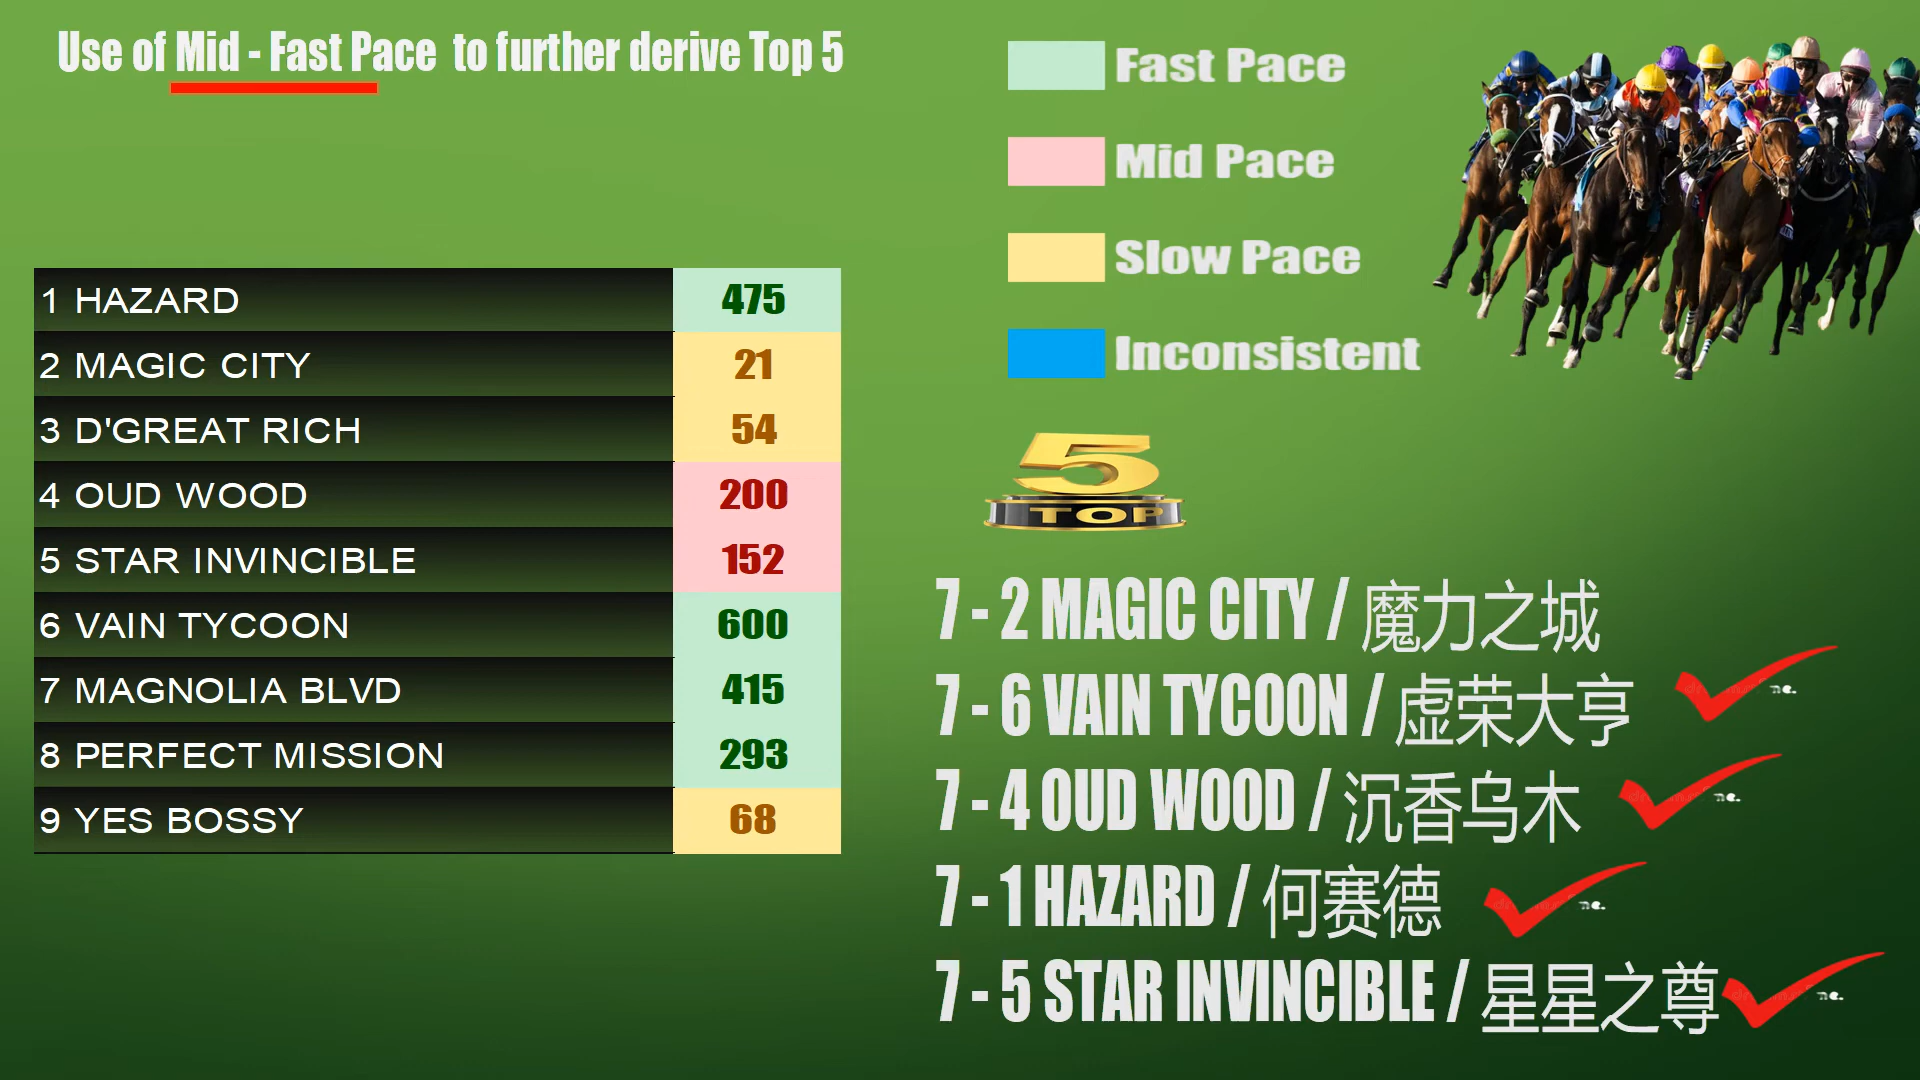 Use of Mid - Fast Pace to further derive Top 5
Fast Pace
Mid Pace
Slow Pace
Inconsistent
1 HAZARD 475
2 MAGIC CITY 21
3 D'GREAT RICH 54
4 OUD WOOD 200
5 STAR INVINCIBLE 152
6 VAIN TYCOON 600
7 MAGNOLIA BLVD 415
8 PERFECT MISSION 293
9 YES BOSSY 68
5
TOP
7 - 2 MAGIC CITY / 魔力之城
7 - 6 VAIN TYCOON / 虚荣大亨
7 - 4 OUD WOOD / 沉香乌木
7 - 1 HAZARD / 何赛德
7 - 5 STAR INVINCIBLE / 星星之尊